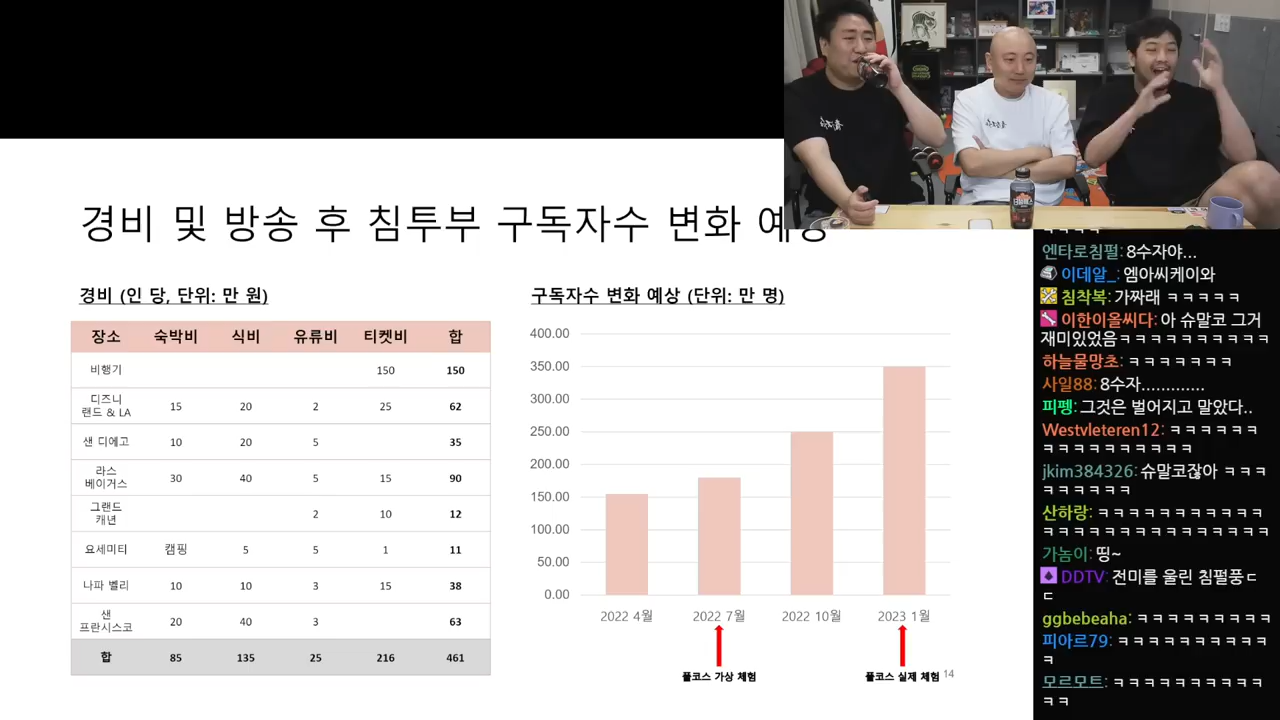 경비 및 방송 후 침투부 구독자수 변화 예상
경비 (인 당, 단위: 만 원)
장소 숙박비 식비 유류비 티켓비 합
비행기 150 150
디즈니
랜드 & LA 15 20 2 25 62
샌 디에고 10 20 5 35
라스
베이거스 30 40 5 15 90
그랜드
캐년 2 10 12
요세미티 캠핑 5 5 1 11
나파 밸리 10 10 3 15 38
샌
프란시스코 20 40 3 63
합 85 135 25 216 461
구독자수 변화 예상 (단위: 만 명)
400.00
350.00
300.00
250.00
200.00
150.00
100.00
50.00
0.00
2022 4월 2022 7월 2022 10월 2023 1월
풀코스 가상 체험 풀코스 실제 체험 14
ㅋㅋㅋㅋ
엔타로침펄: 8수자야...
이데알_: 엠아씨케이와
침착복: 가짜래 ㅋㅋㅋㅋㅋ
이한이올씨다: 아 슈말코 그거
재미있었음ㅋㅋㅋㅋㅋㅋㅋㅋㅋㅋ
하늘물망초: ㅋㅋㅋㅋㅋㅋㅋ
사일88: 8수자.............
피펭: 그것은 벌어지고 말았다..
Westvleteren12: ㅋㅋㅋㅋㅋㅋ
ㅋㅋㅋㅋㅋㅋㅋㅋㅋㅋ
jkim384326: 슈말코잖아 ㅋㅋㅋ
ㅋㅋㅋㅋㅋㅋ
산하랑: ㅋㅋㅋㅋㅋㅋㅋㅋㅋㅋㅋ
ㅋㅋㅋㅋㅋㅋㅋㅋㅋㅋㅋㅋㅋㅋㅋ
가놈이: 띵~
DDTV: 전미를 울린 침펄풍ㄷ
ㄷ
ggbebeaha: ㅋㅋㅋㅋㅋㅋㅋㅋㅋ
피아르79: ㅋㅋㅋㅋㅋㅋㅋㅋㅋㅋ
ㅋ
모르모트: ㅋㅋㅋㅋㅋㅋㅋㅋㅋㅋ
ㅋㅋ